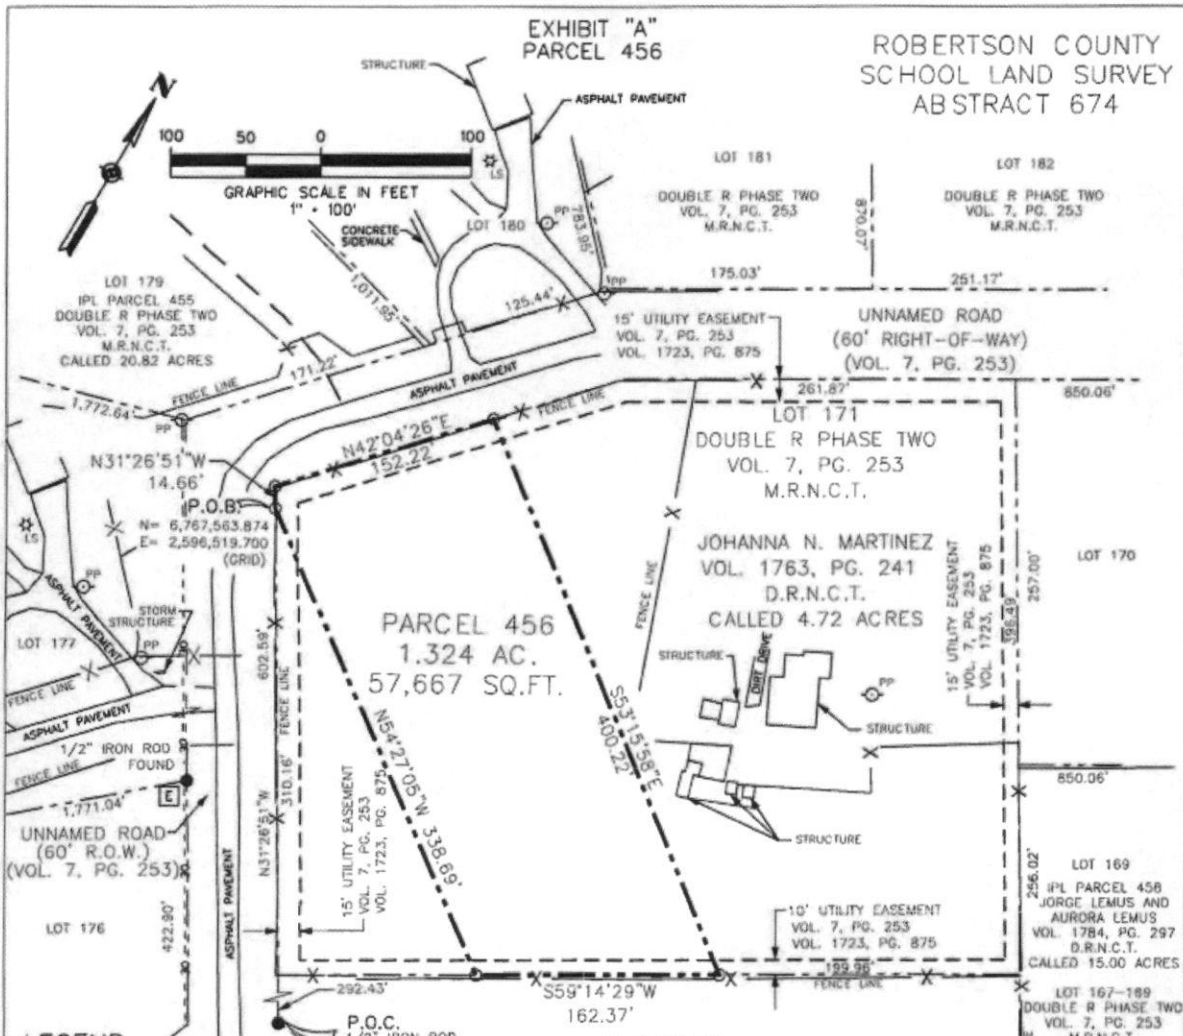 EXHIBIT "A"
PARCEL 456
ROBERTSON COUNTY
SCHOOL LAND SURVEY
ABSTRACT 674
STRUCTURE
ASPHALT PAVEMENT
N
100 50 0 100
GRAPHIC SCALE IN FEET
1" = 100'
LS
CONCRETE
SIDEWALK
LOT 180
PP
783.95'
LOT 181
DOUBLE R PHASE TWO
VOL. 7, PG. 253
M.R.N.C.T.
870.07'
LOT 182
DOUBLE R PHASE TWO
VOL. 7, PG. 253
M.R.N.C.T.
LOT 179
IPL PARCEL 455
DOUBLE R PHASE TWO
VOL. 7, PG. 253
M.R.N.C.T.
CALLED 20.82 ACRES
1,011.95'
125.44'
PP
175.03'
251.17'
15' UTILITY EASEMENT
VOL. 7, PG. 253
VOL. 1723, PG. 875
UNNAMED ROAD
(60' RIGHT-OF-WAY)
(VOL. 7, PG. 253)
171.22'
FENCE LINE
ASPHALT PAVEMENT
1,772.64'
PP
FENCE LINE
261.87'
850.06'
N42°04'26"E
152.22'
LOT 171
DOUBLE R PHASE TWO
VOL. 7, PG. 253
M.R.N.C.T.
N31°26'51"W
14.66'
P.O.B.
N= 6,767,563.874
E= 2,596,519.700
(GRID)
LS
PP
ASPHALT PAVEMENT
STORM
STRUCTURE
PP
LOT 177
FENCE LINE
ASPHALT PAVEMENT
602.59'
FENCE LINE
PARCEL 456
1.324 AC.
57,667 SQ.FT.
FENCE LINE
JOHANNA N. MARTINEZ
VOL. 1763, PG. 241
D.R.N.C.T.
CALLED 4.72 ACRES
15' UTILITY EASEMENT
VOL. 7, PG. 253
VOL. 1723, PG. 875
396.49'
257.00'
LOT 170
STRUCTURE
DIRT DRIVE
PP
STRUCTURE
N54°27'05"W 338.69'
S53°15'58"E
400.22'
1/2" IRON ROD
FOUND
FENCE LINE
E
1,771.04'
310.16'
N31°26'51"W
850.06'
STRUCTURE
UNNAMED ROAD
(60' R.O.W.)
(VOL. 7, PG. 253)
15' UTILITY EASEMENT
VOL. 7, PG. 253
VOL. 1723, PG. 875
ASPHALT PAVEMENT
LOT 176
422.90'
10' UTILITY EASEMENT
VOL. 7, PG. 253
VOL. 1723, PG. 875
256.02'
LOT 169
IPL PARCEL 458
JORGE LEMUS AND
AURORA LEMUS
VOL. 1784, PG. 297
D.R.N.C.T.
CALLED 15.00 ACRES
199.96'
FENCE LINE
292.43'
S59°14'29"W
162.37'
LOT 167-169
DOUBLE R PHASE TWO
VOL. 7, PG. 253
P.O.C.
LEGEND
1/2" IRON ROD
M.R.N.C.T.